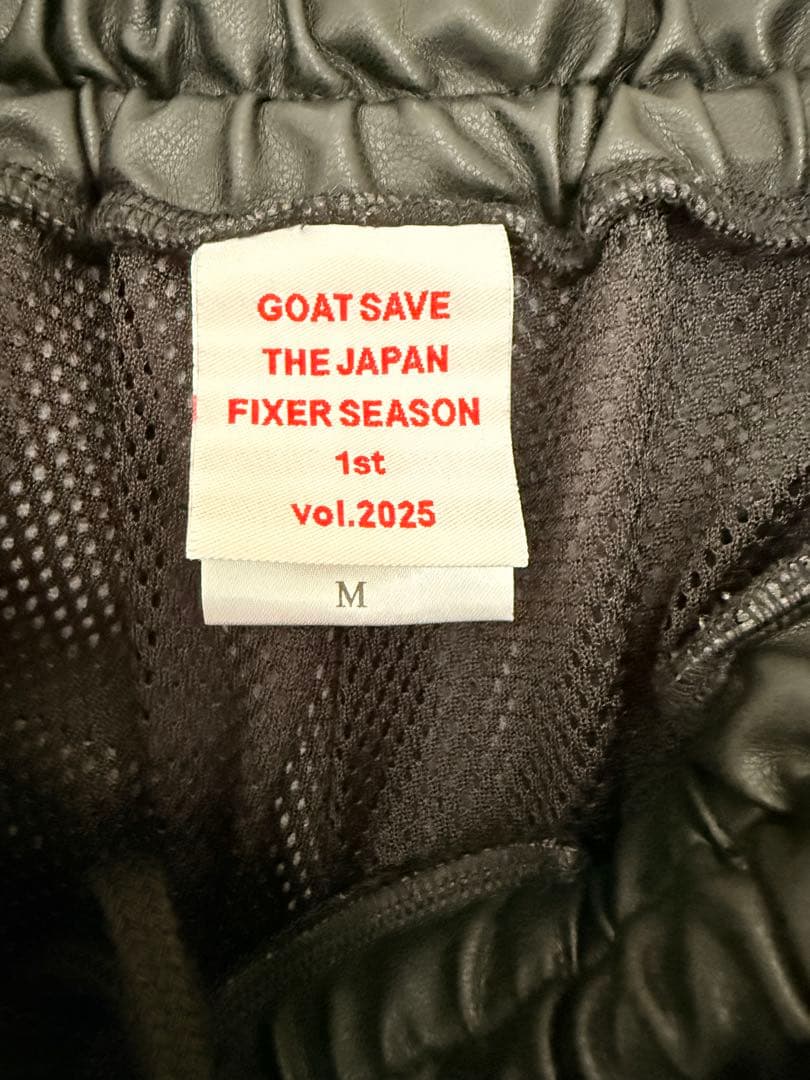 GOAT SAVE
THE JAPAN
FIXER SEASON
1st
vol.2025
M